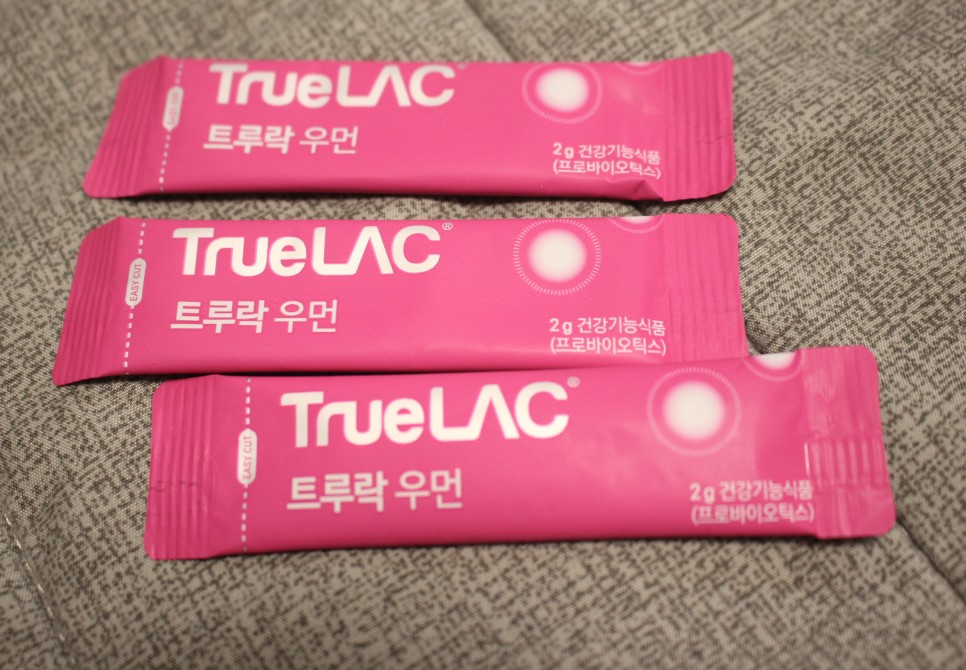 TrueLAC
트루락 우먼
2g 건강기능식품
(프로바이오틱스)
EASY CUT
TrueLAC®
트루락 우먼
2g 건강기능식품
(프로바이오틱스)
EASY CUT
TrueLAC®
트루락 우먼
2g 건강기능식품
(프로바이오틱스)